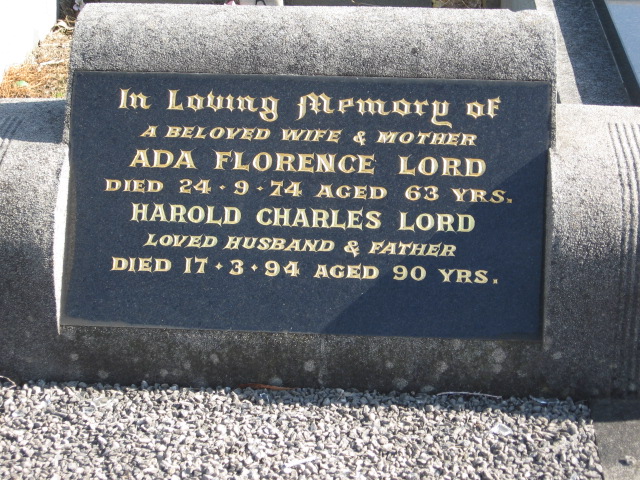 In Loving Memory of
A BELOVED WIFE & MOTHER
ADA FLORENCE LORD
DIED 24·9·74 AGED 63 YRS.
HAROLD CHARLES LORD
LOVED HUSBAND & FATHER
DIED 17·3·94 AGED 90 YRS.